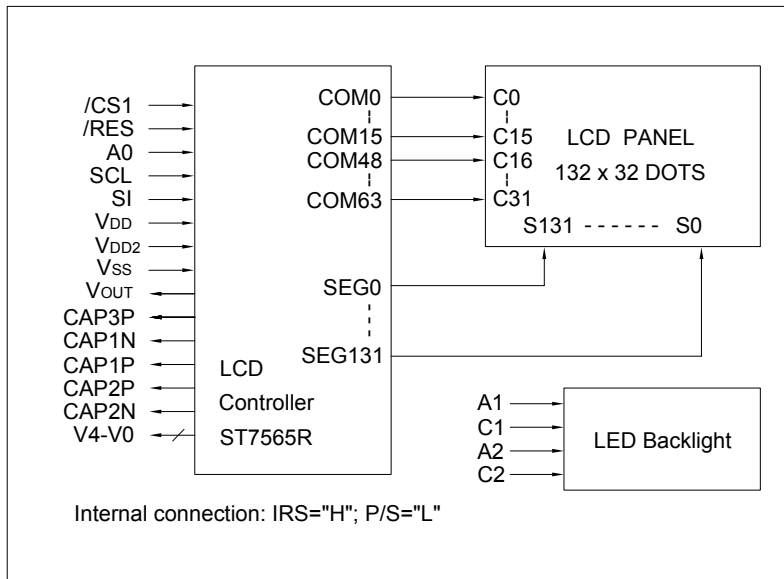 /CS1
/RES
A0
SCL
SI
VDD
VDD2
VSS
VOUT
CAP3P
CAP1N
CAP1P
CAP2P
CAP2N
V4-V0
COM0
COM15
COM48
COM63
SEG0
SEG131
LCD
Controller
ST7565R
C0
C15
C16
C31
LCD PANEL
132 x 32 DOTS
S131 ------ S0
A1
C1
A2
C2
LED Backlight
Internal connection: IRS="H"; P/S="L"